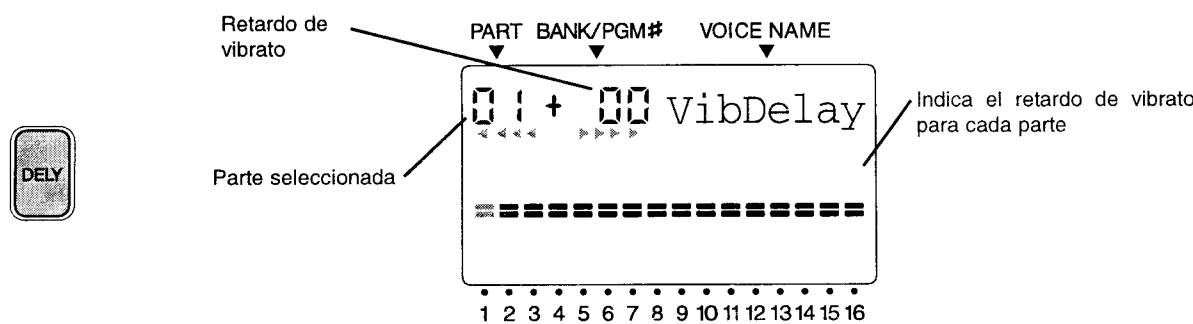 Retardo de
vibrato
PART BANK/PGM# VOICE NAME
01 + 00 VibDelay
Indica el retardo de vibrato
para cada parte
DELY
Parte seleccionada
1 2 3 4 5 6 7 8 9 10 11 12 13 14 15 16